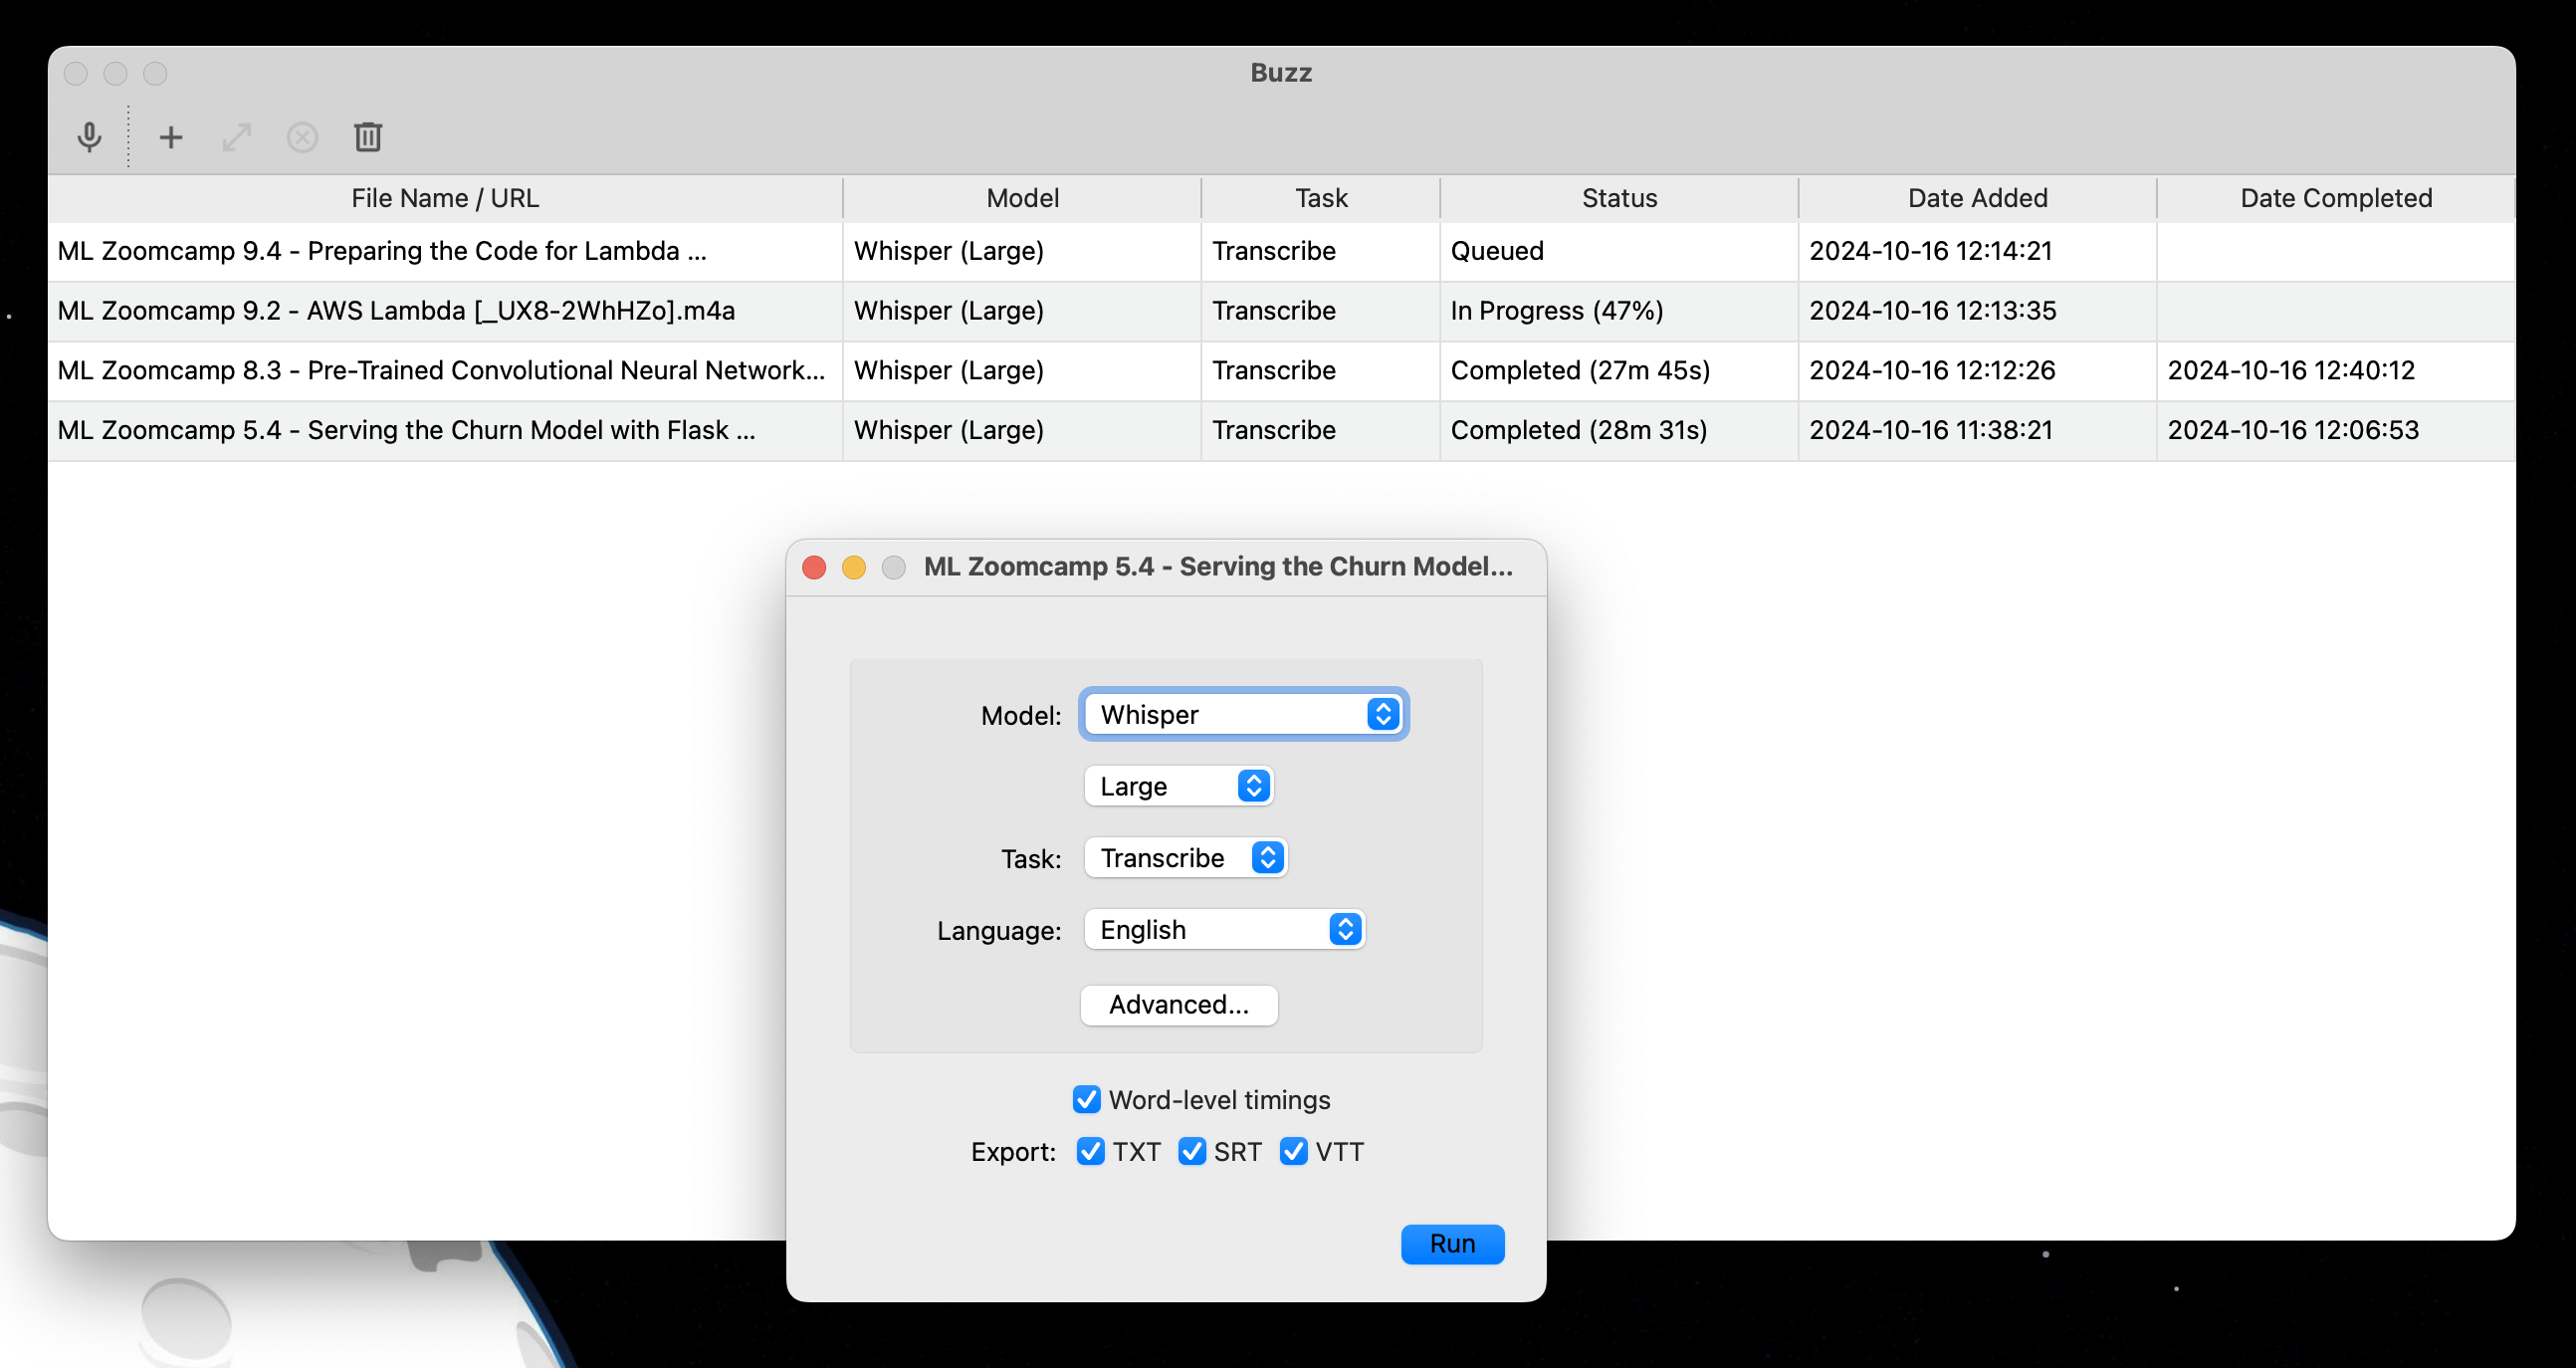 Buzz
File Name / URL Model Task Status Date Added Date Completed
ML Zoomcamp 9.4 - Preparing the Code for Lambda ... Whisper (Large) Transcribe Queued 2024-10-16 12:14:21
ML Zoomcamp 9.2 - AWS Lambda [_UX8-2WhHZo].m4a Whisper (Large) Transcribe In Progress (47%) 2024-10-16 12:13:35
ML Zoomcamp 8.3 - Pre-Trained Convolutional Neural Network... Whisper (Large) Transcribe Completed (27m 45s) 2024-10-16 12:12:26 2024-10-16 12:40:12
ML Zoomcamp 5.4 - Serving the Churn Model with Flask ... Whisper (Large) Transcribe Completed (28m 31s) 2024-10-16 11:38:21 2024-10-16 12:06:53
ML Zoomcamp 5.4 - Serving the Churn Model...
Model: Whisper
Large
Task: Transcribe
Language: English
Advanced...
Word-level timings
Export: TXT SRT VTT
Run